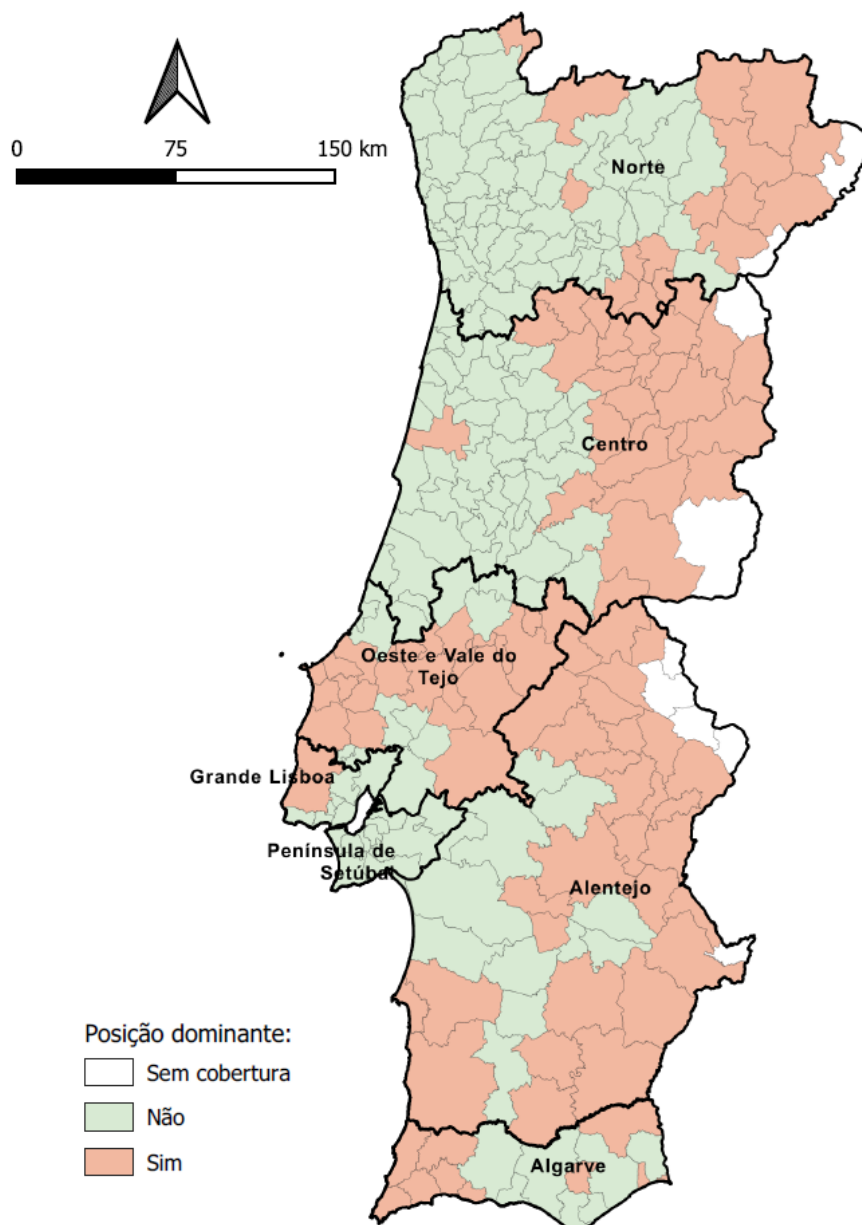 0 75 150 km
Norte
Centro
Oeste e Vale do
Tejo
Grande Lisboa
Península de
Setúbal
Alentejo
Posição dominante:
Sem cobertura
Não
Sim
Algarve